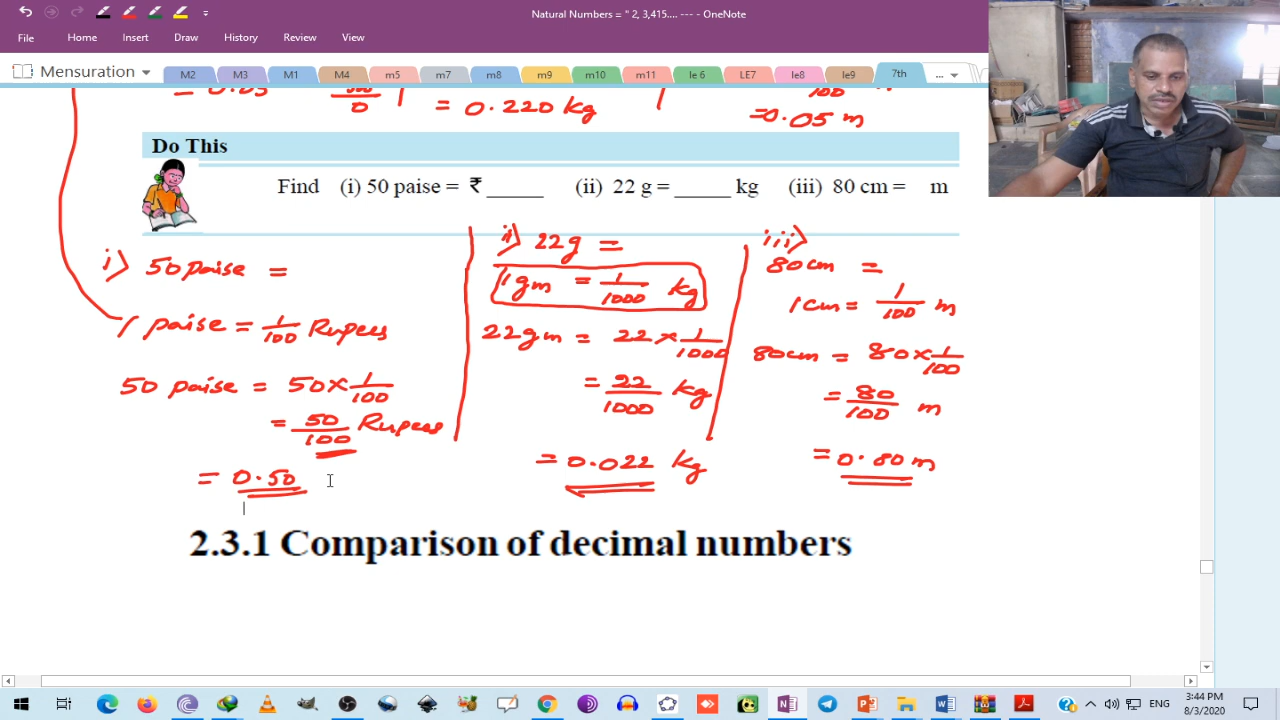 Natural Numbers = " 2, 3,415.... --- - OneNote
File Home Insert Draw History Review View
Mensuration M2 M3 M1 M4 m5 m7 m8 m9 m10 m11 le 6 LE7 le8 le9 7th ...
= 0.220 kg
=0.05 m
Do This
Find (i) 50 paise = ₹ ______ (ii) 22 g = ______ kg (iii) 80 cm = m
i) 50 paise =
1 paise = 1/100 Rupees
50 paise = 50 × 1/100
= 50/100 Rupees
= 0.50
ii) 22g =
1 gm = 1/1000 kg
22gm = 22 × 1/1000
= 22/1000 kg
= 0.022 kg
iii)
80cm =
1cm = 1/100 m
80cm = 80 × 1/100
= 80/100 m
= 0.80 m
2.3.1 Comparison of decimal numbers
ENG
3:44 PM
8/3/2020